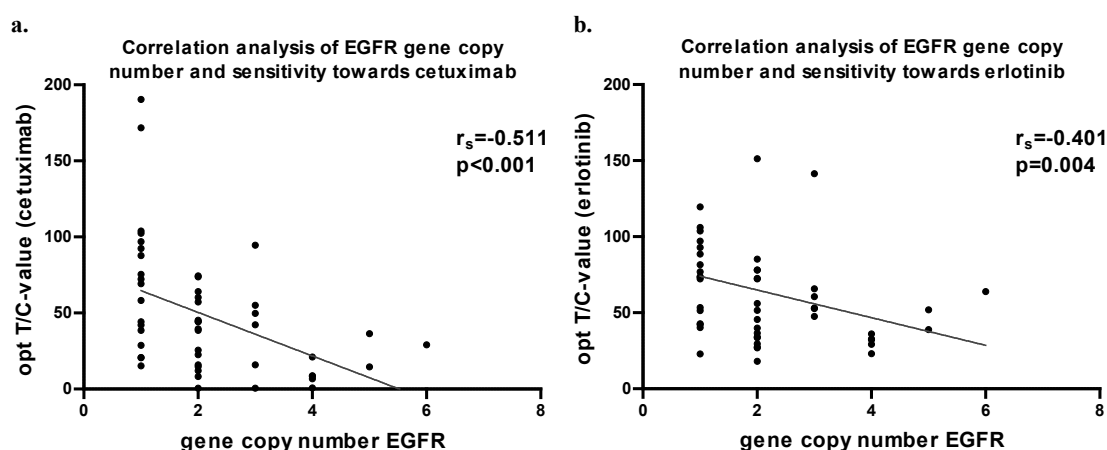 a.
Correlation analysis of EGFR gene copy
number and sensitivity towards cetuximab
opt T/C-value (cetuximab)
200
150
100
50
0
r_s=-0.511
p<0.001
0 2 4 6 8
gene copy number EGFR
b.
Correlation analysis of EGFR gene copy
number and sensitivity towards erlotinib
opt T/C-value (erlotinib)
200
150
100
50
0
r_s=-0.401
p=0.004
0 2 4 6 8
gene copy number EGFR